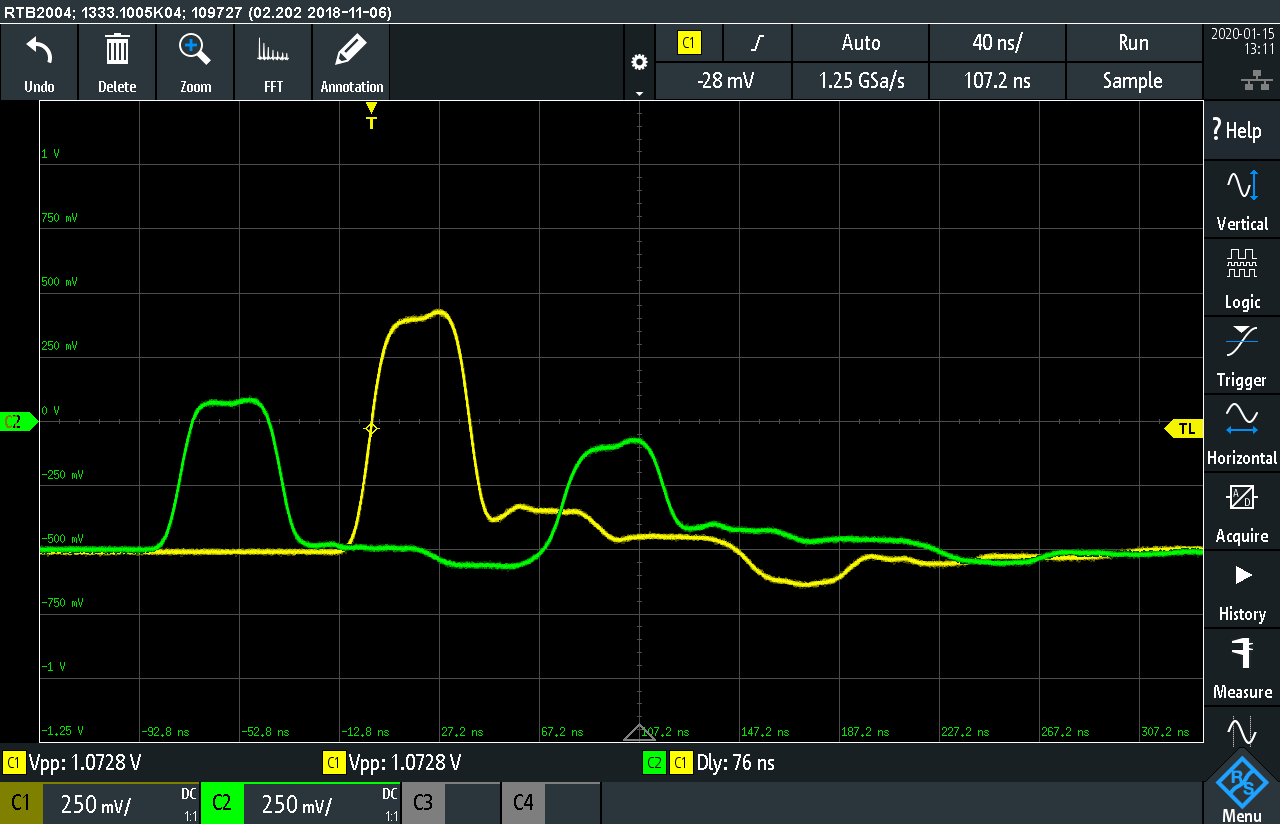 RTB2004; 1333.1005K04; 109727 (02.202 2018-11-06)
Undo
Delete
Zoom
FFT
Annotation
C1
Auto
40 ns/
Run
-28 mV
1.25 GSa/s
107.2 ns
Sample
2020-01-15
13:11
? Help
Vertical
Logic
Trigger
Horizontal
A/D
Acquire
History
Measure
R&S
Menu
T
1 V
750 mV
500 mV
250 mV
0 V
-250 mV
-500 mV
-750 mV
-1 V
-1.25 V
C2
TL
-92,8 ns
-52,8 ns
-12,8 ns
27,2 ns
67,2 ns
107,2 ns
147,2 ns
187,2 ns
227,2 ns
267,2 ns
307,2 ns
C1 Vpp: 1.0728 V
C1 Vpp: 1.0728 V
C2 C1 Dly: 76 ns
C1 250 mV/ DC 1:1
C2 250 mV/ DC 1:1
C3
C4